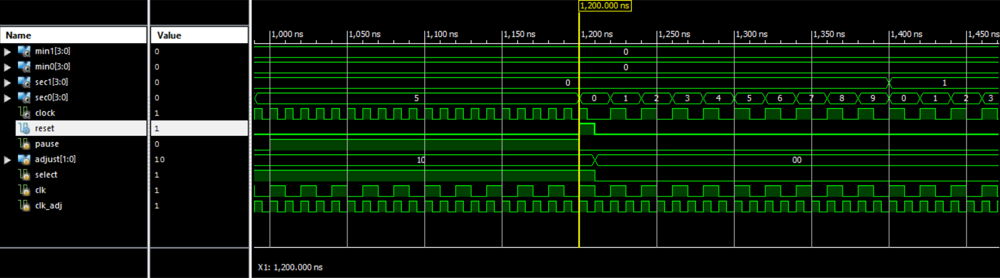 1,200.000 ns
Name Value
1,000 ns 1,050 ns 1,100 ns 1,150 ns 1,200 ns 1,250 ns 1,300 ns 1,350 ns 1,400 ns 1,450 ns
min1[3:0] 0 0
min0[3:0] 0 0
sec1[3:0] 0 0 1
sec0[3:0] 0 5 0 1 2 3 4 5 6 7 8 9 0 1 2 3
clock 1
reset 1
pause 0
adjust[1:0] 10 10 00
select 1
clk 1
clk_adj 1
X1: 1,200.000 ns